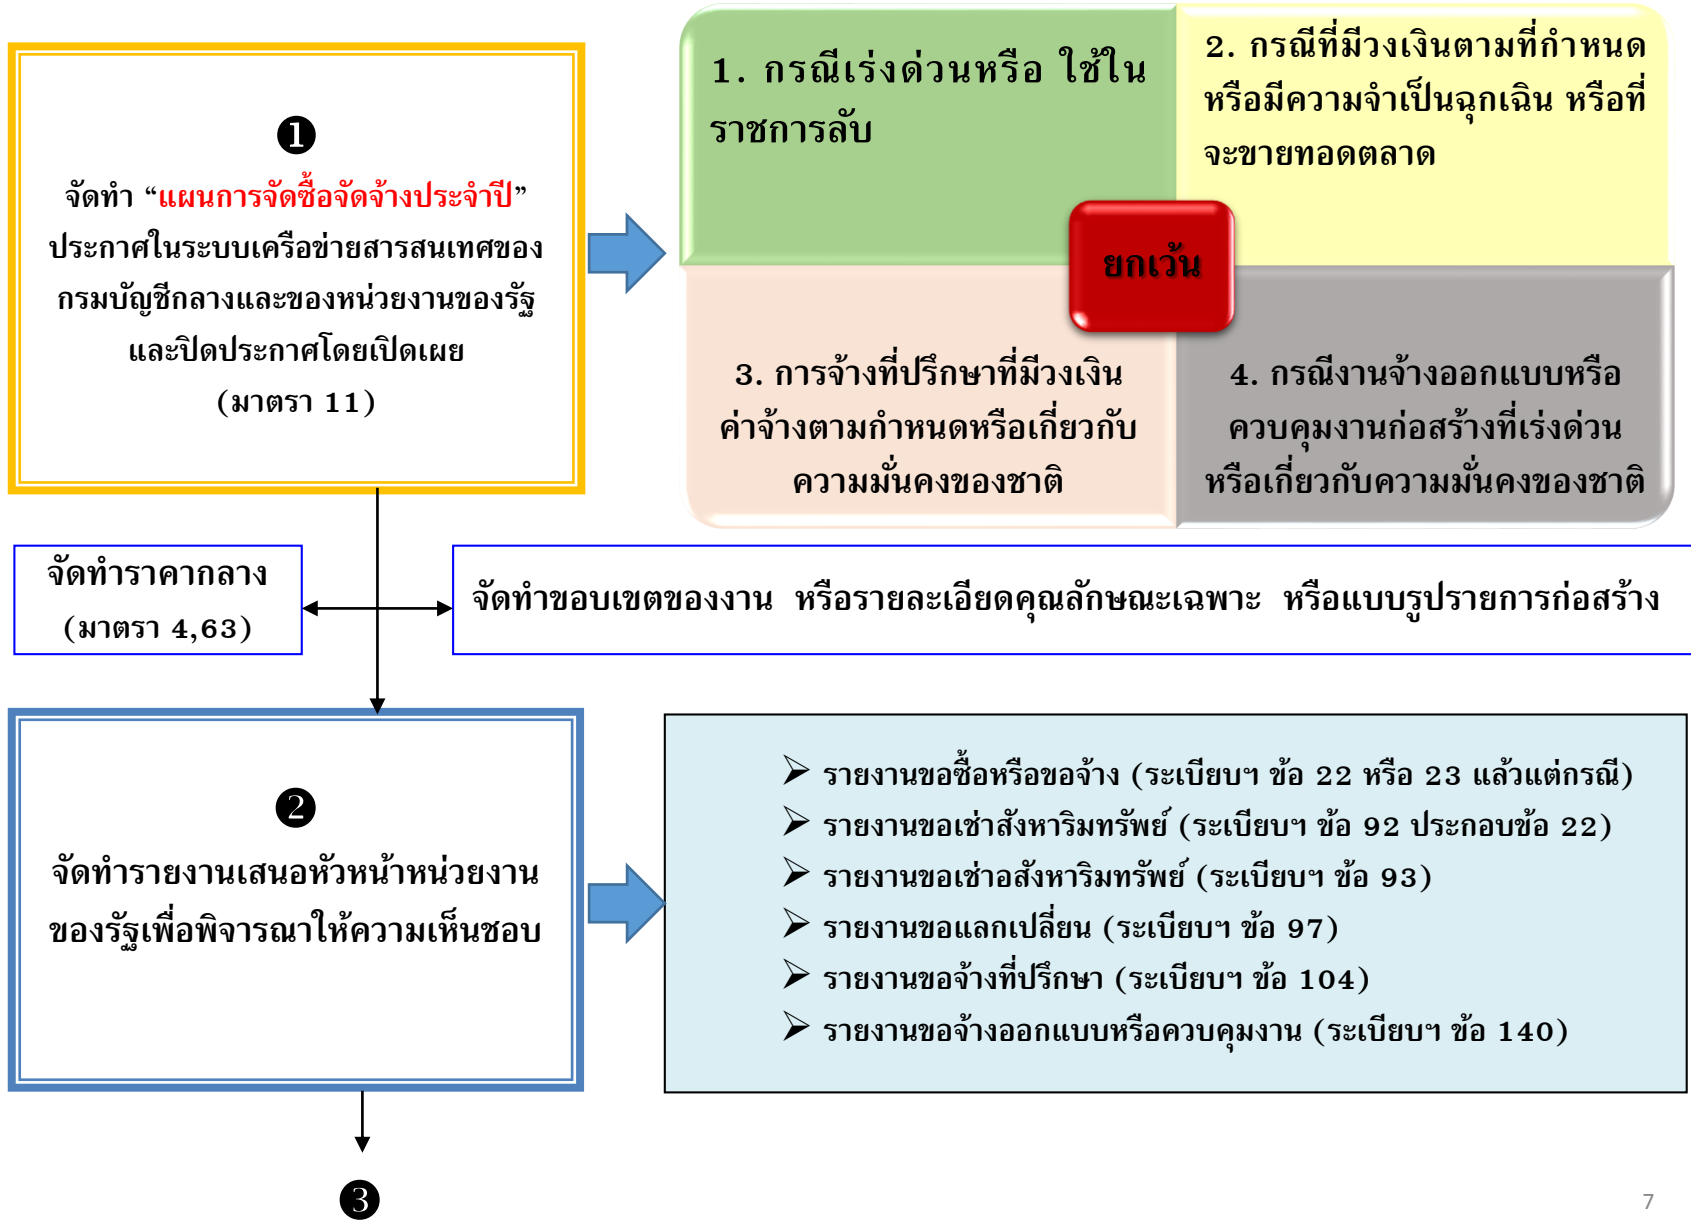 ❶
จัดทำ “แผนการจัดซื้อจัดจ้างประจำปี”
ประกาศในระบบเครือข่ายสารสนเทศของ
กรมบัญชีกลางและของหน่วยงานของรัฐ
และปิดประกาศโดยเปิดเผย
(มาตรา 11)
1. กรณีเร่งด่วนหรือ ใช้ใน
ราชการลับ
2. กรณีที่มีวงเงินตามที่กำหนด
หรือมีความจำเป็นฉุกเฉิน หรือที่
จะขายทอดตลาด
ยกเว้น
3. การจ้างที่ปรึกษาที่มีวงเงิน
ค่าจ้างตามกำหนดหรือเกี่ยวกับ
ความมั่นคงของชาติ
4. กรณีงานจ้างออกแบบหรือ
ควบคุมงานก่อสร้างที่เร่งด่วน
หรือเกี่ยวกับความมั่นคงของชาติ
จัดทำราคากลาง
(มาตรา 4,63)
จัดทำขอบเขตของงาน หรือรายละเอียดคุณลักษณะเฉพาะ หรือแบบรูปรายการก่อสร้าง
❷
จัดทำรายงานเสนอหัวหน้าหน่วยงาน
ของรัฐเพื่อพิจารณาให้ความเห็นชอบ
➢ รายงานขอซื้อหรือขอจ้าง (ระเบียบฯ ข้อ 22 หรือ 23 แล้วแต่กรณี)
➢ รายงานขอเช่าสังหาริมทรัพย์ (ระเบียบฯ ข้อ 92 ประกอบข้อ 22)
➢ รายงานขอเช่าอสังหาริมทรัพย์ (ระเบียบฯ ข้อ 93)
➢ รายงานขอแลกเปลี่ยน (ระเบียบฯ ข้อ 97)
➢ รายงานขอจ้างที่ปรึกษา (ระเบียบฯ ข้อ 104)
➢ รายงานขอจ้างออกแบบหรือควบคุมงาน (ระเบียบฯ ข้อ 140)
❸
7